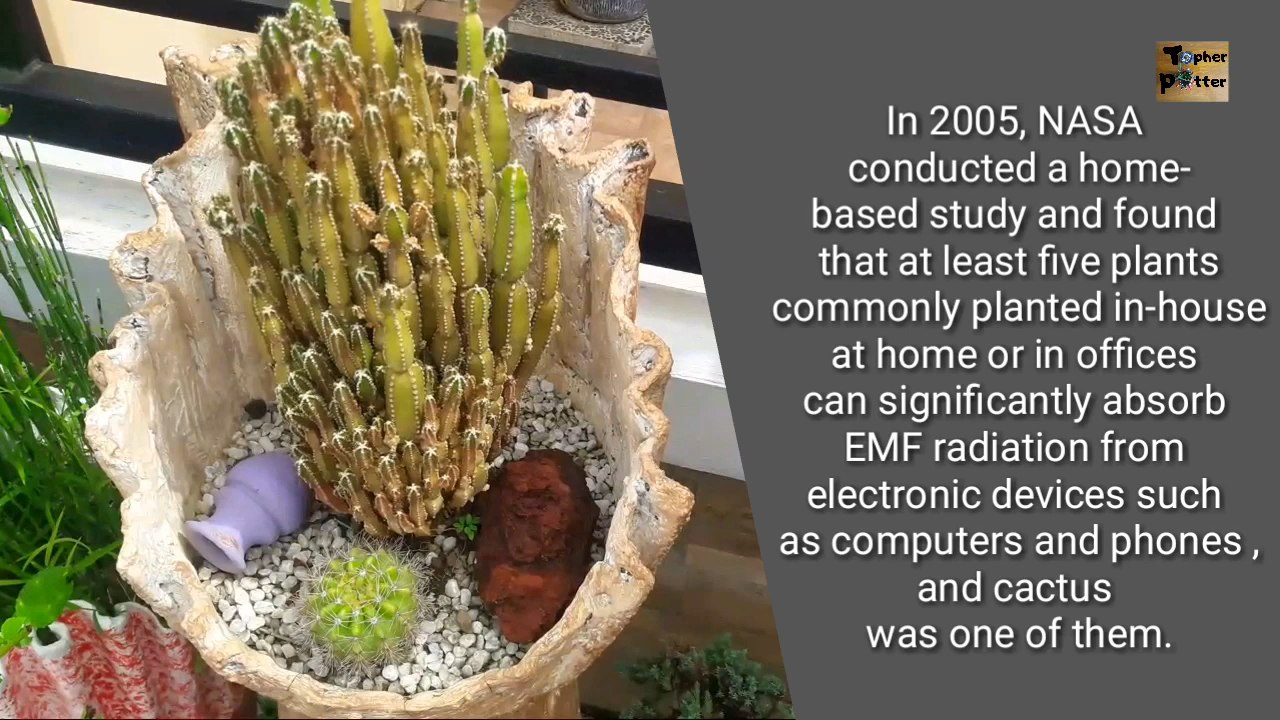 Topher
Potter
In 2005, NASA
conducted a home-
based study and found
that at least five plants
commonly planted in-house
at home or in offices
can significantly absorb
EMF radiation from
electronic devices such
as computers and phones ,
and cactus
was one of them.